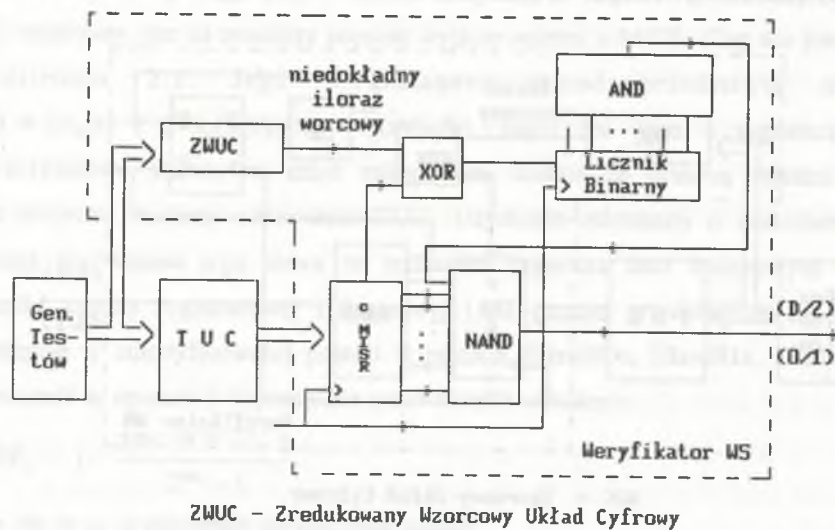 niedokładny
iloraz
worcowy
AND
ZWUC
XOR
Licznik
Binarny
Gen.
Tes-
tów
T U C
MISR
NAND
(D/2)
(O/1)
Weryfikator WS
ZWUC - Zredukowany Wzorcowy Układ Cyfrowy